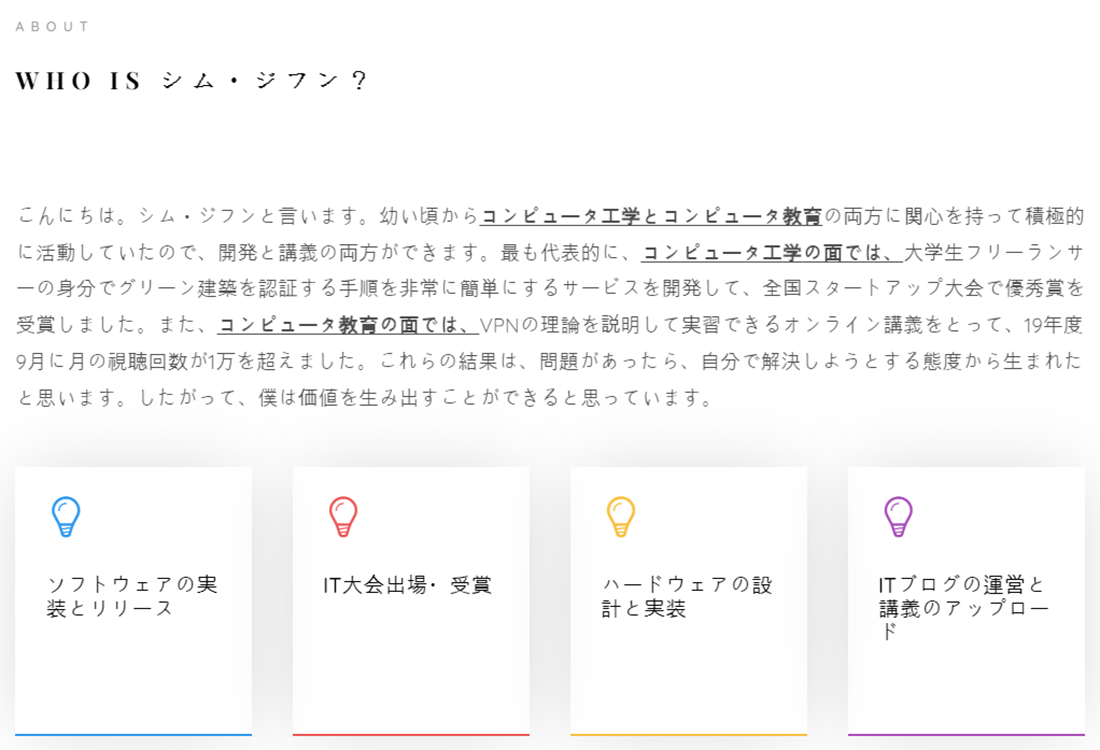 ABOUT
WHO IS シム・ジフン？
こんにちは。シム・ジフンと言います。幼い頃からコンピュータ工学とコンピュータ教育の両方に関心を持って積極的
に活動していたので、開発と講義の両方ができます。最も代表的に、コンピュータ工学の面では、大学生フリーランサ
ーの身分でグリーン建築を認証する手順を非常に簡単にするサービスを開発して、全国スタートアップ大会で優秀賞を
受賞しました。また、コンピュータ教育の面では、VPNの理論を説明して実習できるオンライン講義をとって、19年度
9月に月の視聴回数が1万を超えました。これらの結果は、問題があったら、自分で解決しようとする態度から生まれた
と思います。したがって、僕は価値を生み出すことができると思っています。
ソフトウェアの実
装とリリース
IT大会出場・受賞
ハードウェアの設
計と実装
ITブログの運営と
講義のアップロー
ド